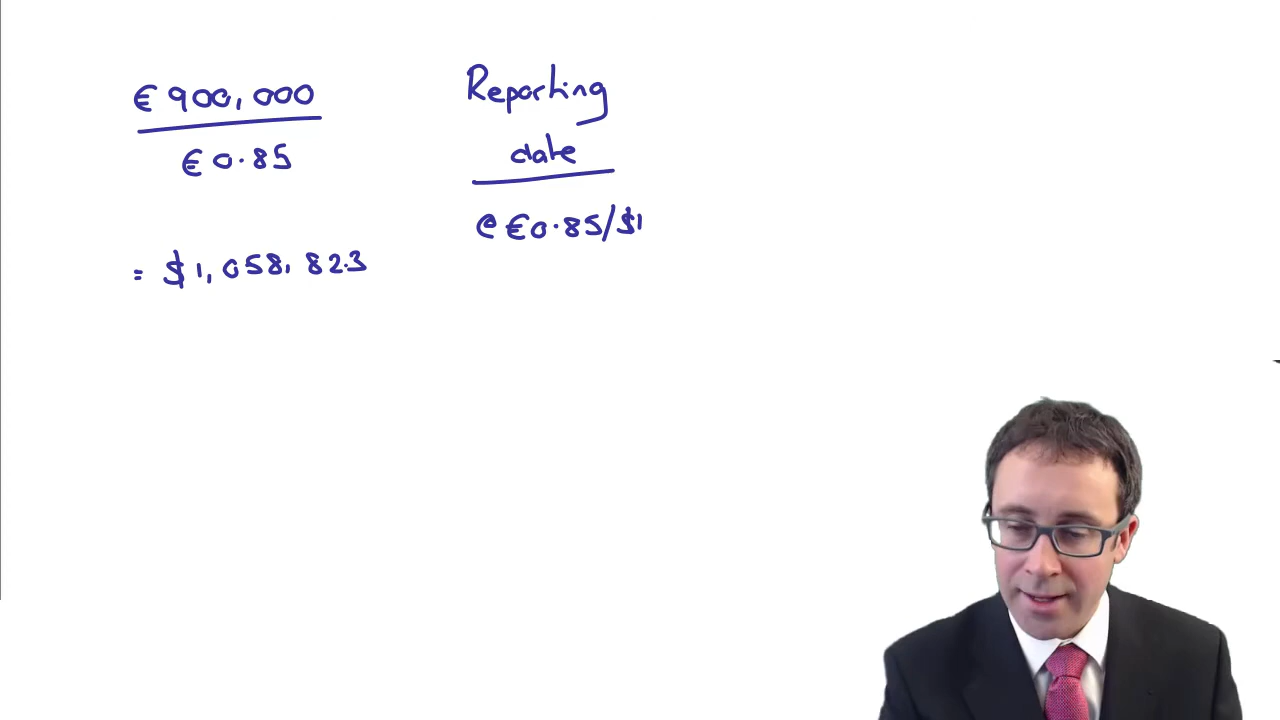 €900,000
€0.85
= $1,058,823
Reporting
date
@ €0.85/$1